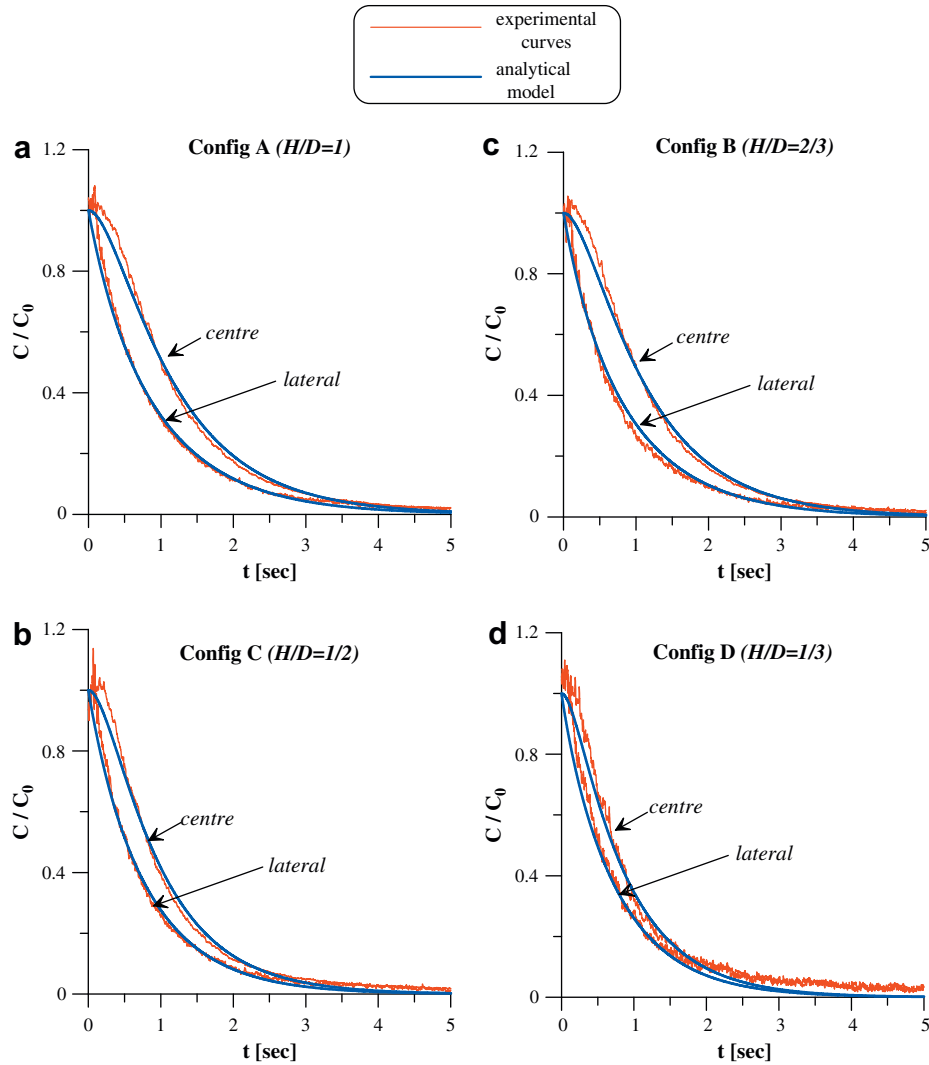 experimental
curves
analytical
model
a
Config A (H/D=1)
1.2
0.8
0.4
0
C / C0
centre
lateral
0 1 2 3 4 5
t [sec]
c
Config B (H/D=2/3)
1.2
0.8
0.4
0
C / C0
centre
lateral
0 1 2 3 4 5
t [sec]
b
Config C (H/D=1/2)
1.2
0.8
0.4
0
C / C0
centre
lateral
0 1 2 3 4 5
t [sec]
d
Config D (H/D=1/3)
1.2
0.8
0.4
0
C / C0
centre
lateral
0 1 2 3 4 5
t [sec]